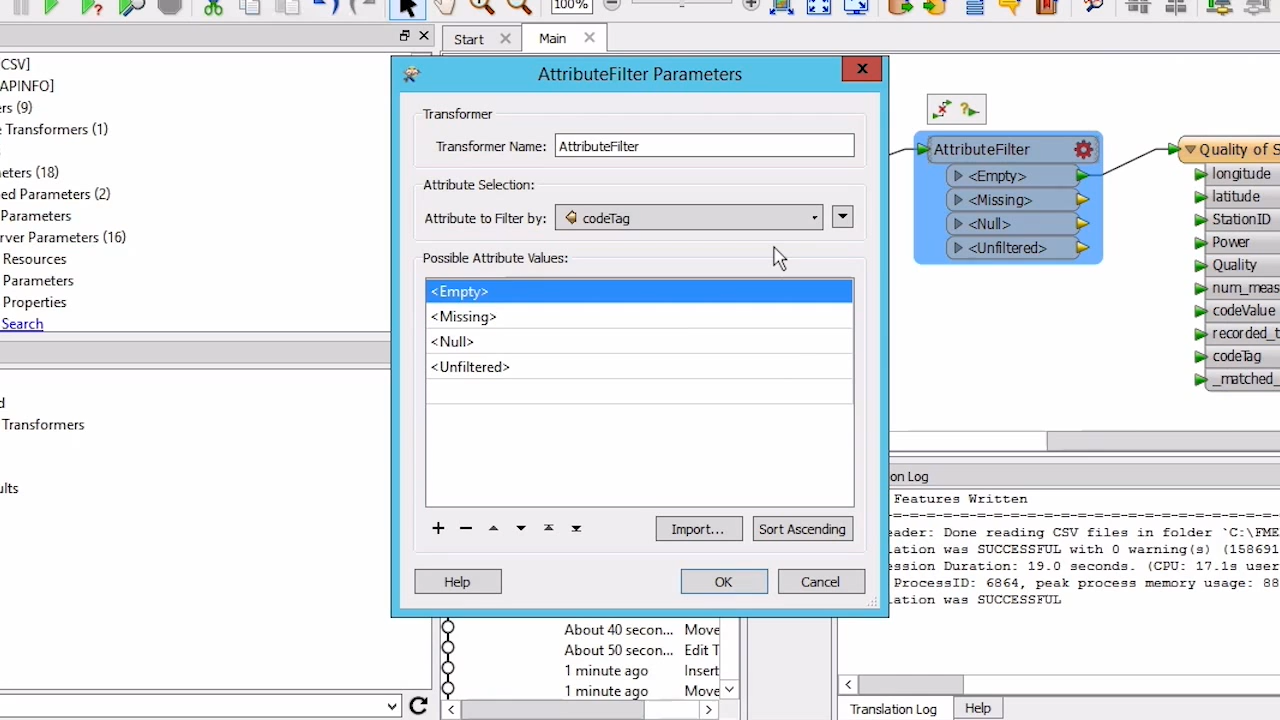 100%
Start
Main
CSV]
APINFO]
ers (9)
e Transformers (1)
meters (18)
ed Parameters (2)
Parameters
rver Parameters (16)
Resources
Parameters
Properties
Search
d
Transformers
ults
AttributeFilter Parameters
Transformer
Transformer Name: AttributeFilter
Attribute Selection:
Attribute to Filter by: codeTag
Possible Attribute Values:
<Empty>
<Missing>
<Null>
<Unfiltered>
Import...
Sort Ascending
Help
OK
Cancel
AttributeFilter
<Empty>
<Missing>
<Null>
<Unfiltered>
Quality of S
longitude
latitude
StationID
Power
Quality
num_meas
codeValue
recorded_t
codeTag
_matched_
on Log
Features Written
=-=-=-=-=-=-=-=-=-=-=-=-=-=-=-=-=-=-=-=-=-=
eader: Done reading CSV files in folder `C:\FME
lation was SUCCESSFUL with 0 warning(s) (158691
ession Duration: 19.0 seconds. (CPU: 17.1s user
ProcessID: 6864, peak process memory usage: 88
lation was SUCCESSFUL
About 40 secon... Move
About 50 secon... Edit T
1 minute ago Insert
1 minute ago Move
Translation Log
Help